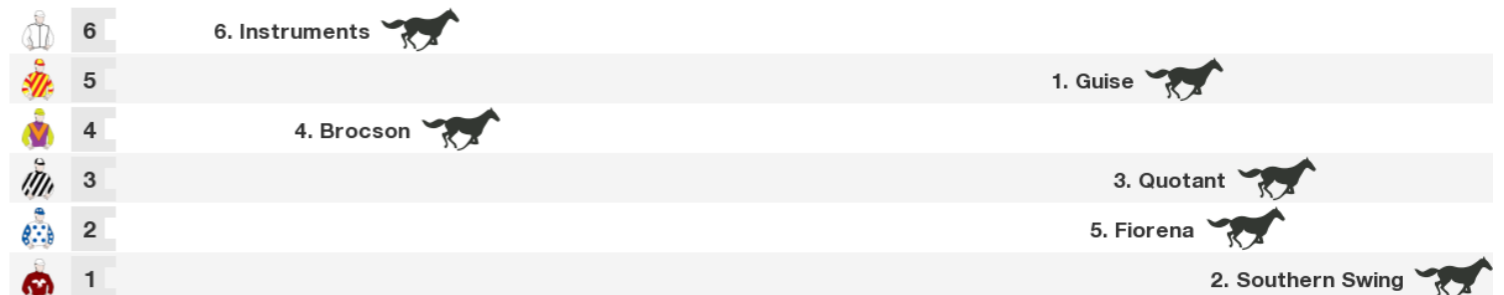 6 6. Instruments
5 1. Guise
4 4. Brocson
3 3. Quotant
2 5. Fiorena
1 2. Southern Swing